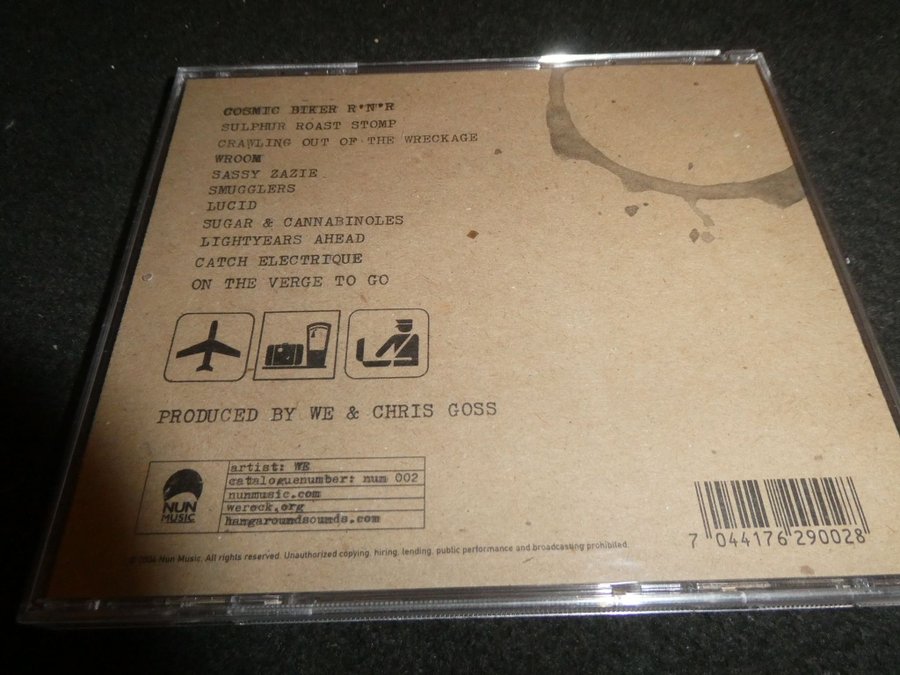 COSMIC BIKER R'N'R
SULPHUR ROAST STOMP
CRAWLING OUT OF THE WRECKAGE
WROOM
SASSY ZAZIE
SMUGGLERS
LUCID
SUGAR & CANNABINOLES
LIGHTYEARS AHEAD
CATCH ELECTRIQUE
ON THE VERGE TO GO
PRODUCED BY WE & CHRIS GOSS
NUN
MUSIC
artist: WE
cataloguenumber: num 002
nunmusic.com
werock.org
hangaroundsounds.com
Nun Music. All rights reserved. Unauthorized copying, hiring, lending, public performance and broadcasting prohibited.
7 044176 290028